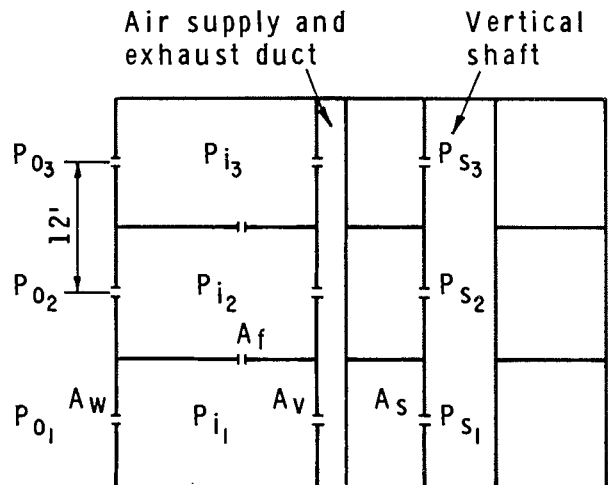 Air supply and exhaust duct
Vertical shaft
Po3
Pi3
Ps3
12'
Po2
Pi2
Ps2
Af
Po1
Aw
Pi1
Av
As
Ps1